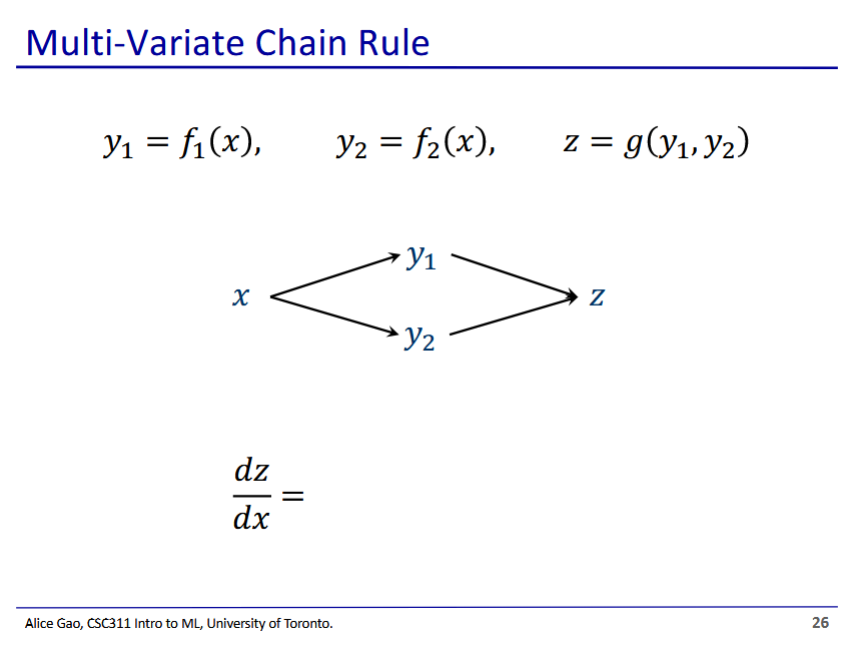 Multi-Variate Chain Rule
y₁ = f₁(x), y₂ = f₂(x), z = g(y₁, y₂)
y₁
x z
y₂
dz
dx =
Alice Gao, CSC311 Intro to ML, University of Toronto. 26